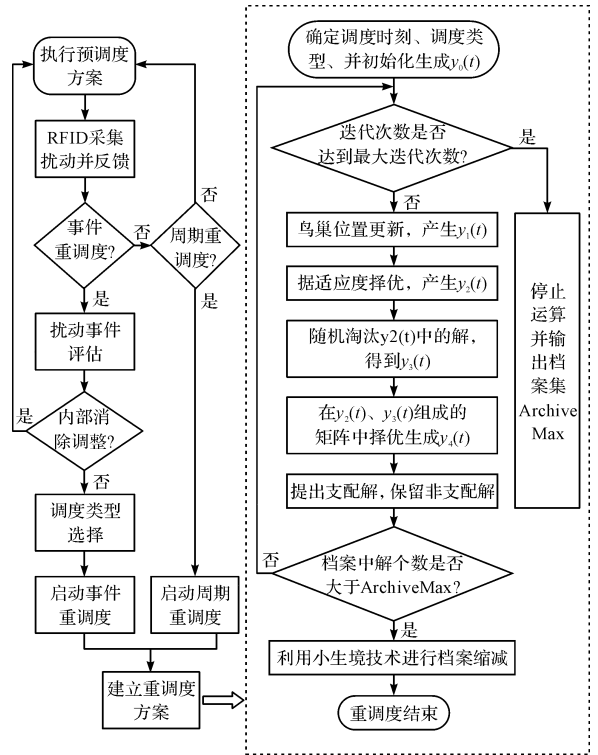 执行预调度
方案
RFID采集
扰动并反馈
事件
重调度?
否
周期重
调度?
否
是
是
扰动事件
评估
内部消
除调整?
是
否
调度类型
选择
启动事件
重调度
启动周期
重调度
建立重调度
方案
确定调度时刻、调度类
型、并初始化生成y₀(t)
迭代次数是否
达到最大迭代次数?
是
否
鸟巢位置更新，产生y₁(t)
据适应度择优，产生y₂(t)
随机淘汰y2(t)中的解，
得到y₃(t)
在y₂(t)、y₃(t)组成的
矩阵中择优生成y₄(t)
提出支配解，保留非支配解
档案中解个数是否
大于ArchiveMax?
否
是
利用小生境技术进行档案缩减
重调度结束
停止
运算
并输
出档
案集
Archive
Max